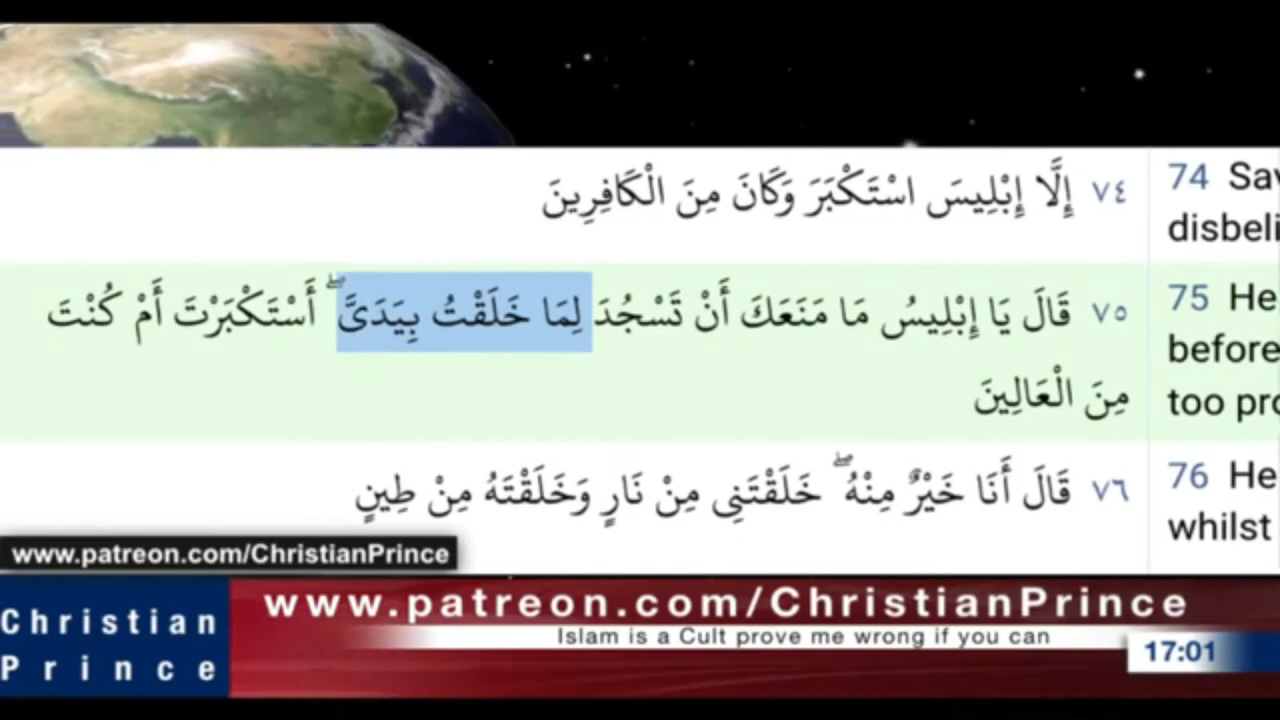 ٧٤ إِلَّا إِبْلِيسَ اسْتَكْبَرَ وَكَانَ مِنَ الْكَافِرِينَ
74 Sav
disbeli
٧٥ قَالَ يَا إِبْلِيسُ مَا مَنَعَكَ أَنْ تَسْجُدَ لِمَا خَلَقْتُ بِيَدَىَّ ۖ أَسْتَكْبَرْتَ أَمْ كُنْتَ
مِنَ الْعَالِينَ
75 He
before
too pro
٧٦ قَالَ أَنَا خَيْرٌ مِنْهُ ۖ خَلَقْتَنِى مِنْ نَارٍ وَخَلَقْتَهُ مِنْ طِينٍ
76 He
whilst
www.patreon.com/ChristianPrince
Christian
Prince
www.patreon.com/ChristianPrince
Islam is a Cult prove me wrong if you can
17:01